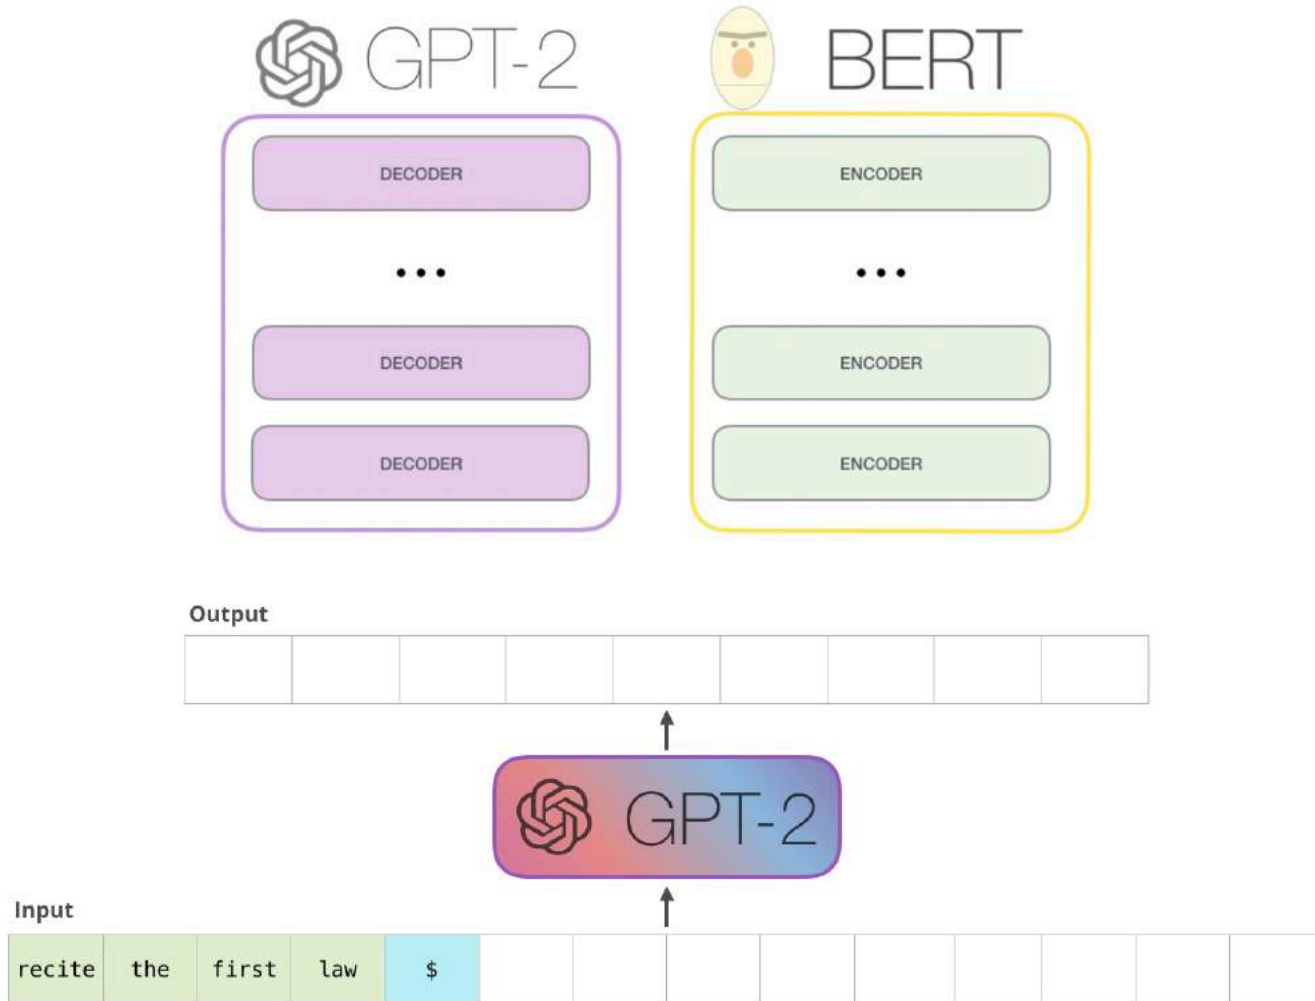 GPT-2 BERT
DECODER ENCODER
DECODER ENCODER
DECODER ENCODER
Output
GPT-2
Input
recite the first law $